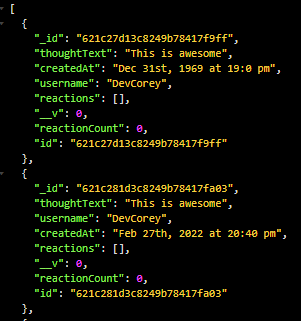 [
{
"_id": "621c27d13c8249b78417f9ff",
"thoughtText": "This is awesome",
"createdAt": "Dec 31st, 1969 at 19:0 pm",
"username": "DevCorey",
"reactions": [],
"__v": 0,
"reactionCount": 0,
"id": "621c27d13c8249b78417f9ff"
},
{
"_id": "621c281d3c8249b78417fa03",
"thoughtText": "This is awesome",
"username": "DevCorey",
"createdAt": "Feb 27th, 2022 at 20:40 pm",
"reactions": [],
"__v": 0,
"reactionCount": 0,
"id": "621c281d3c8249b78417fa03"
},